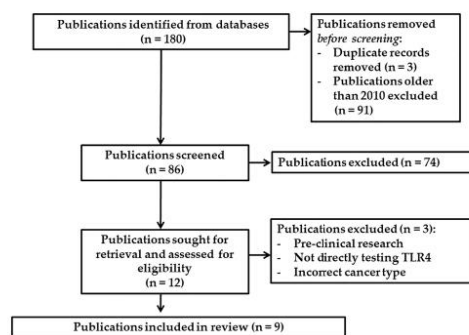 Publications identified from databases
(n = 180)
Publications removed
before screening:
- Duplicate records
removed (n = 3)
- Publications older
than 2010 excluded
(n = 91)
Publications screened
(n = 86)
Publications excluded (n = 74)
Publications sought for
retrieval and assessed for
eligibility
(n = 12)
Publications excluded (n = 3):
- Pre-clinical research
- Not directly testing TLR4
- Incorrect cancer type
Publications included in review (n = 9)